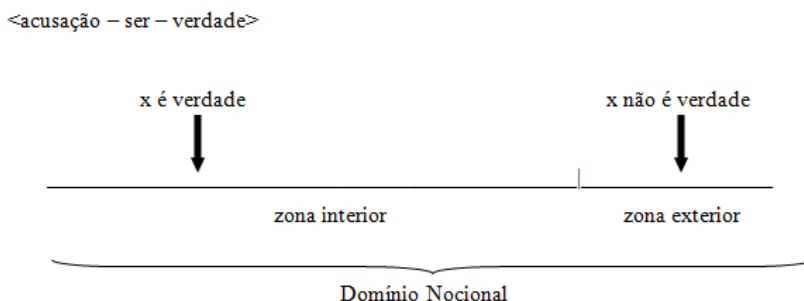 <acusação – ser – verdade>
x é verdade x não é verdade
zona interior zona exterior
Domínio Nocional